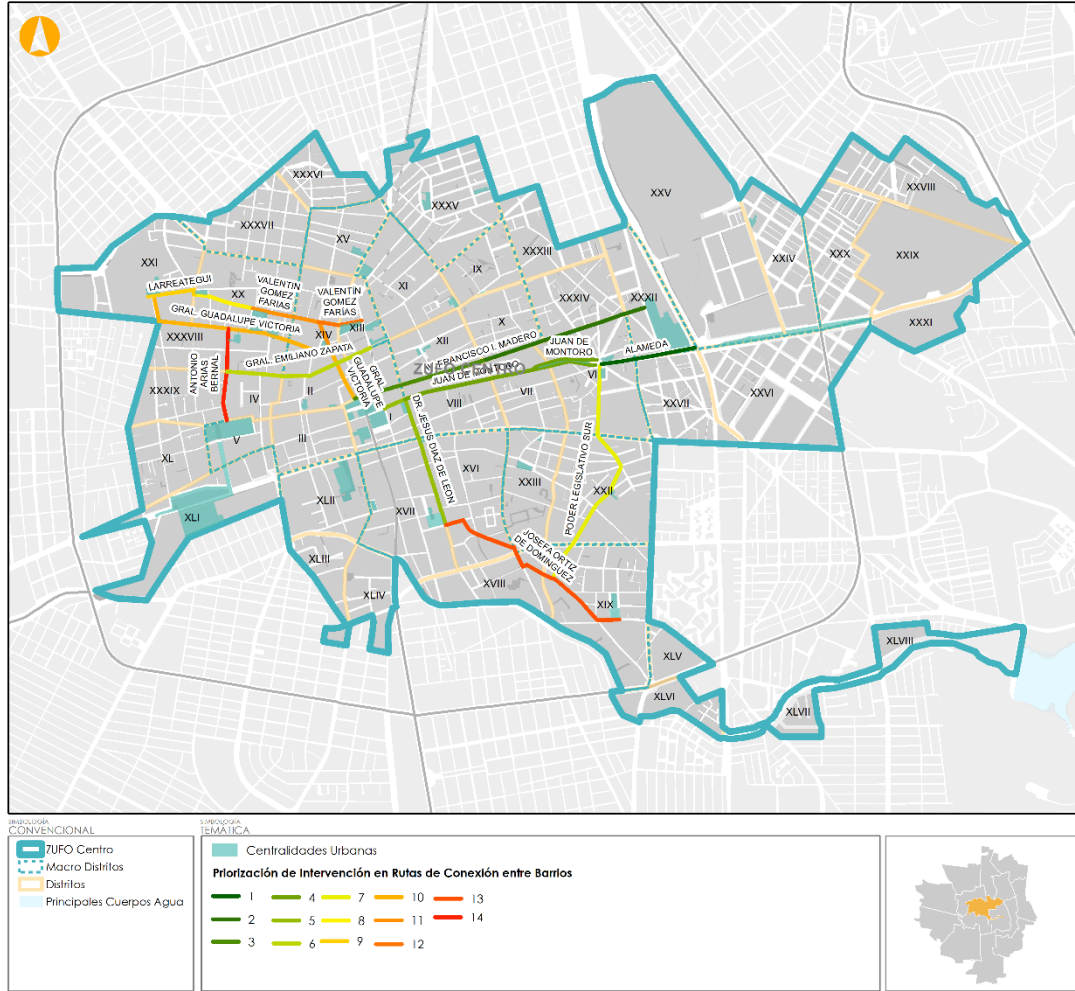 XXXVI
XXXV
XXV
XXVIII
XXXVII
XV
XXXIII
XXIV
XXX
XXIX
XXI
XI
IX
LARREATEGUI
XX
VALENTIN
GOMEZ
FARIAS
VALENTÍN
GOMEZ
FARÍAS
XXXIV
XXXII
XXXI
GRAL. GUADALUPE VICTORIA
XIII
X
XXXVIII
XIV
XII
FRANCISCO I. MADERO
JUAN DE
MONTORO
ALAMEDA
GRAL. EMILIANO ZAPATA
ZUFO CENTRO
JUAN DE MONTORO
ANTONIO
ARIAS
BERNAL
GRAL.
GUADALUPE
VICTORIA
XXXIX
IV
II
I
VIII
VII
VI
XXVII
XXVI
DR. JESUS DIAZ DE LEON
V
III
XL
XVI
XXIII
PODER LEGISLATIVO SUR
XXII
XLI
XLII
XVII
JOSEFA ORTIZ
DE DOMINGUEZ
XLIII
XVIII
XLIV
XIX
XLV
XLVI
XLVIII
XLVII
SIMBOLOGÍA
CONVENCIONAL
ZUFO Centro
Macro Distritos
Distritos
Principales Cuerpos Agua
SIMBOLOGÍA
TEMATICA
Centralidades Urbanas
Priorización de Intervención en Rutas de Conexión entre Barrios
1 4 7 10 13
2 5 8 11 14
3 6 9 12